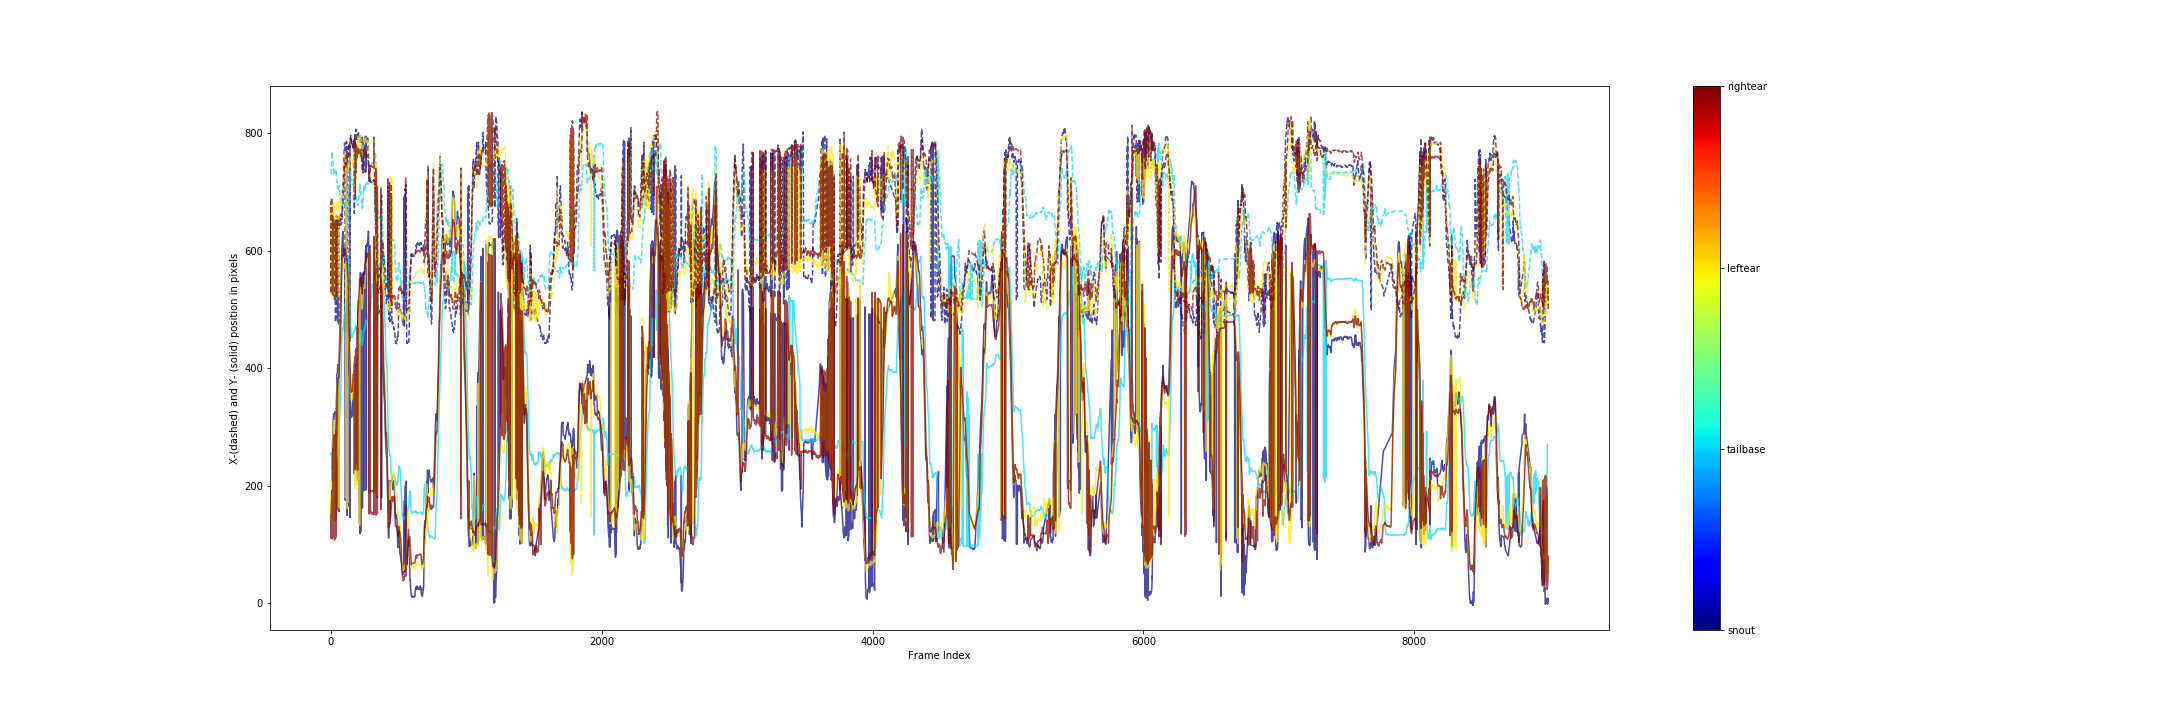 X-(dashed) and Y- (solid) position in pixels
800
600
400
200
0
0 2000 4000 6000 8000
Frame Index
rightear
leftear
tailbase
snout